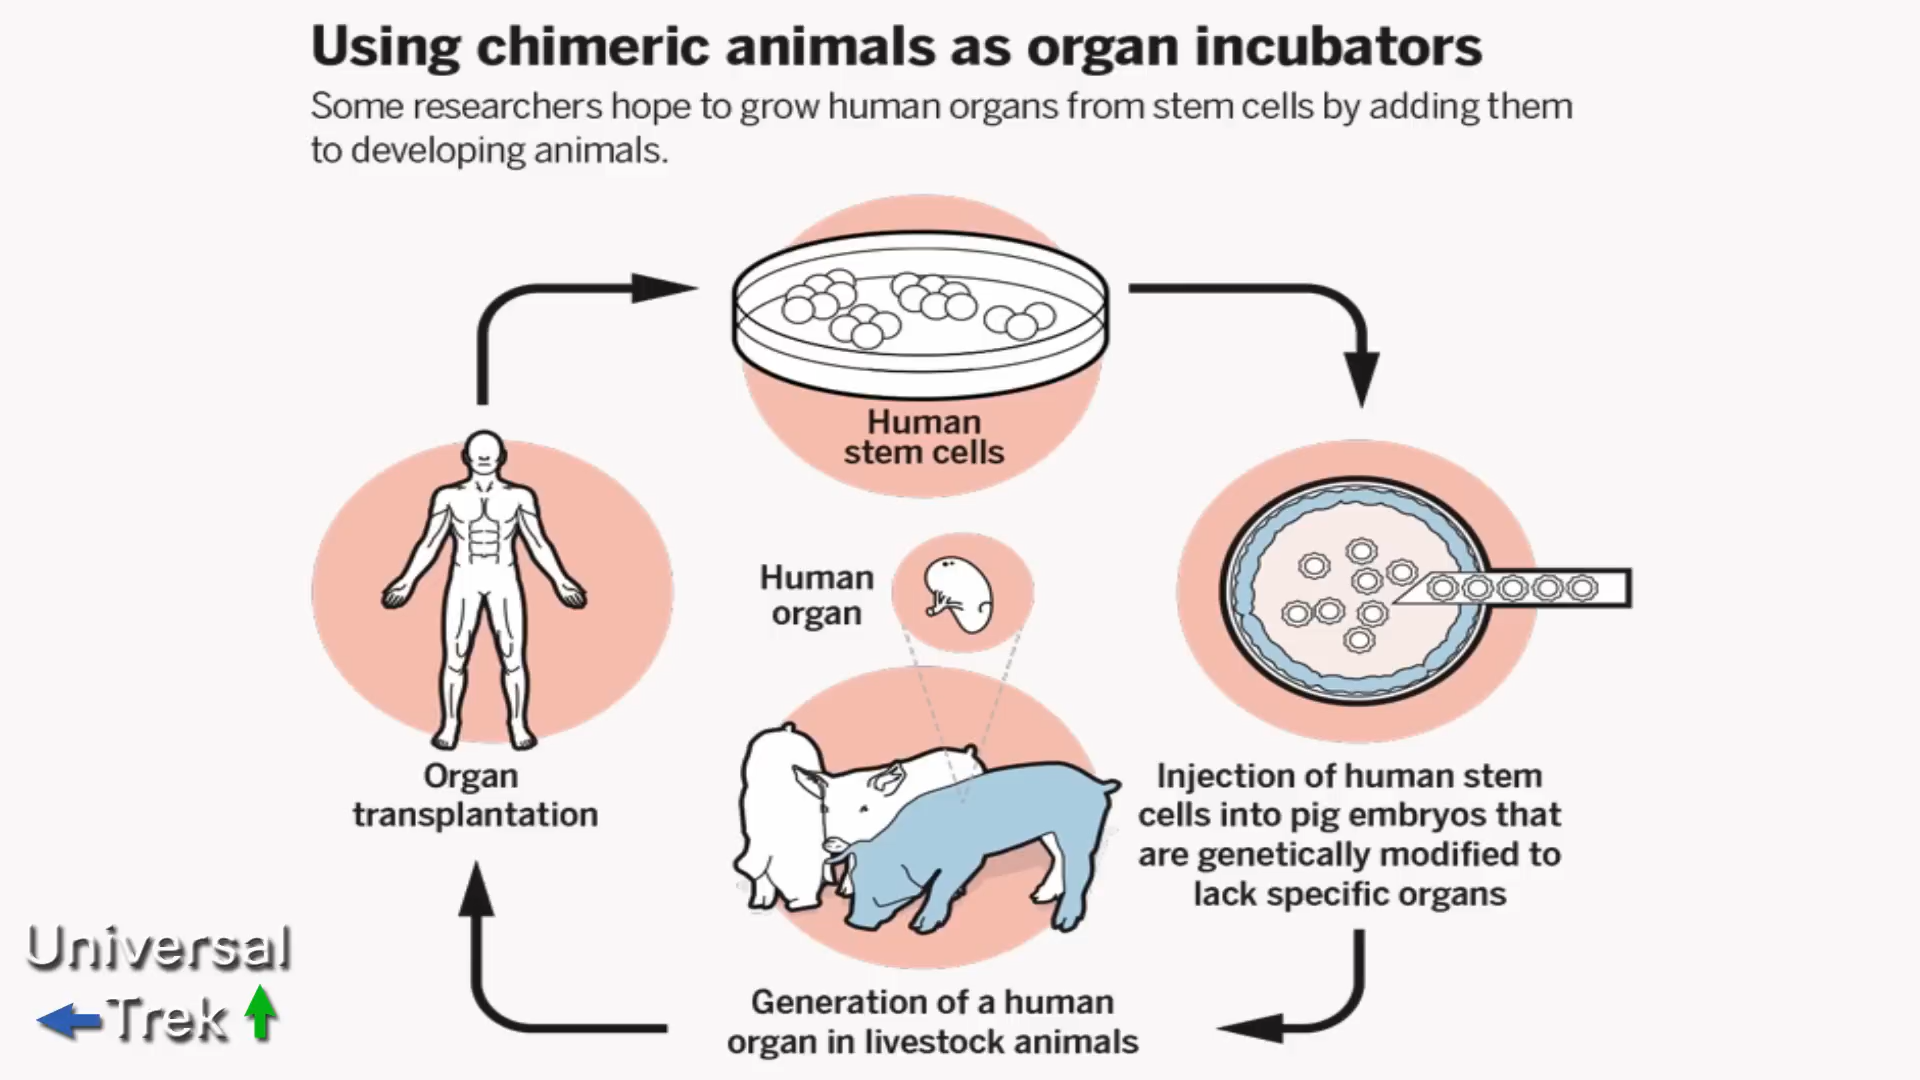 Using chimeric animals as organ incubators
Some researchers hope to grow human organs from stem cells by adding them
to developing animals.
Human
stem cells
Human
organ
Organ
transplantation
Injection of human stem
cells into pig embryos that
are genetically modified to
lack specific organs
Generation of a human
organ in livestock animals
Universal
Trek